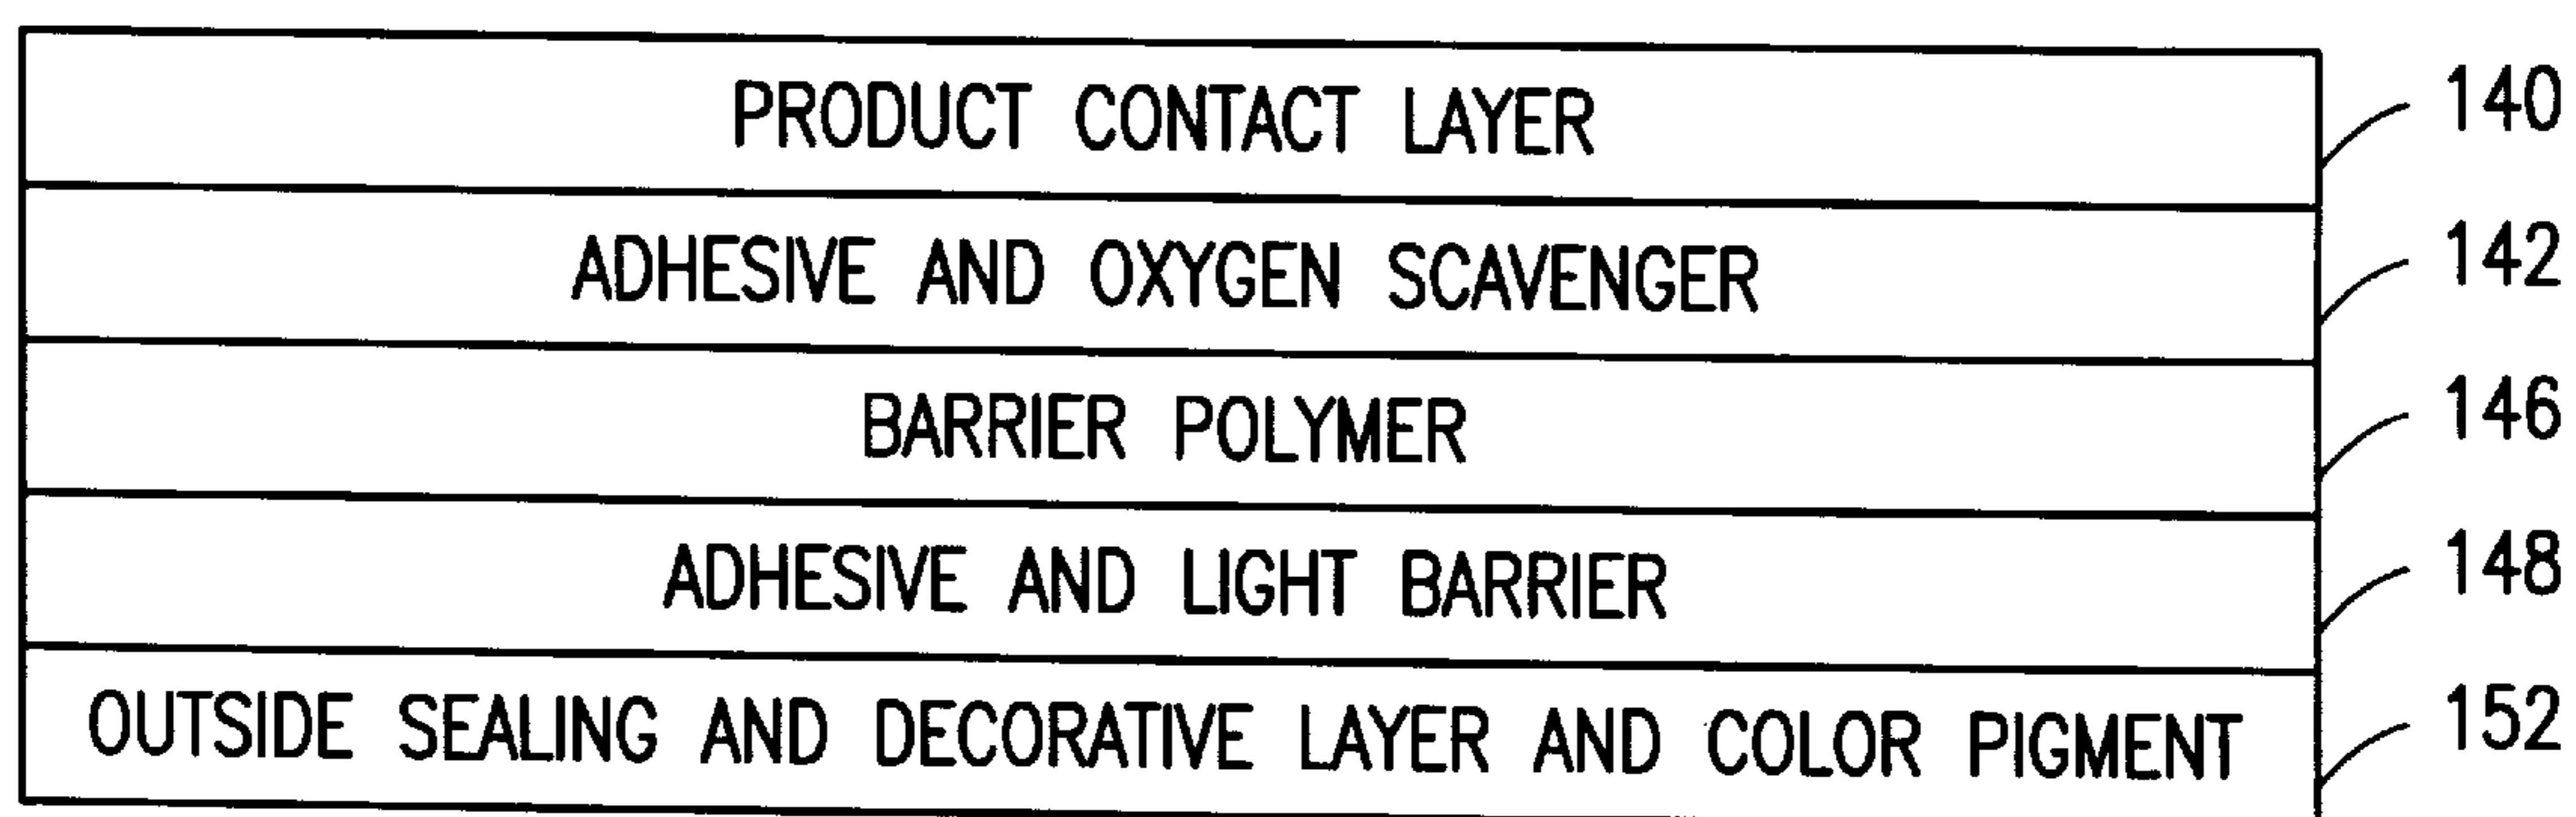 PRODUCT CONTACT LAYER 140
ADHESIVE AND OXYGEN SCAVENGER 142
BARRIER POLYMER 146
ADHESIVE AND LIGHT BARRIER 148
OUTSIDE SEALING AND DECORATIVE LAYER AND COLOR PIGMENT 152